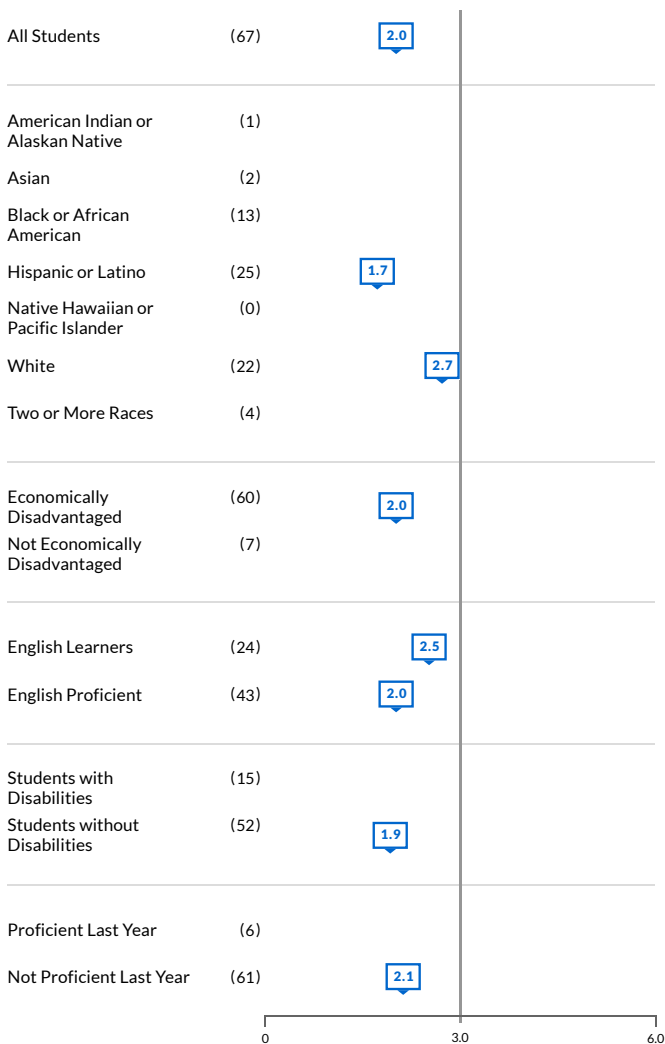 All Students (67) 2.0
American Indian or (1)
Alaskan Native
Asian (2)
Black or African (13)
American
Hispanic or Latino (25) 1.7
Native Hawaiian or (0)
Pacific Islander
White (22) 2.7
Two or More Races (4)
Economically (60) 2.0
Disadvantaged
Not Economically (7)
Disadvantaged
English Learners (24) 2.5
English Proficient (43) 2.0
Students with (15)
Disabilities
Students without (52) 1.9
Disabilities
Proficient Last Year (6)
Not Proficient Last Year (61) 2.1
0 3.0 6.0